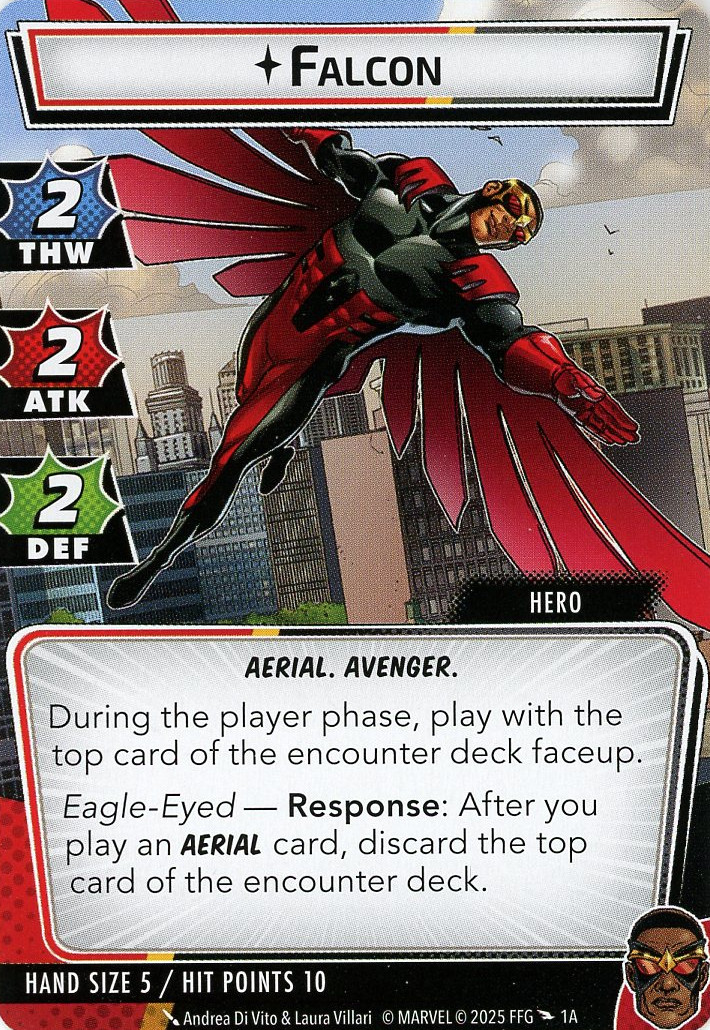 FALCON
2
THW
2
ATK
2
DEF
HERO
AERIAL. AVENGER.
During the player phase, play with the
top card of the encounter deck faceup.
Eagle-Eyed — Response: After you
play an AERIAL card, discard the top
card of the encounter deck.
HAND SIZE 5 / HIT POINTS 10
Andrea Di Vito & Laura Villari © MARVEL © 2025 FFG 1A